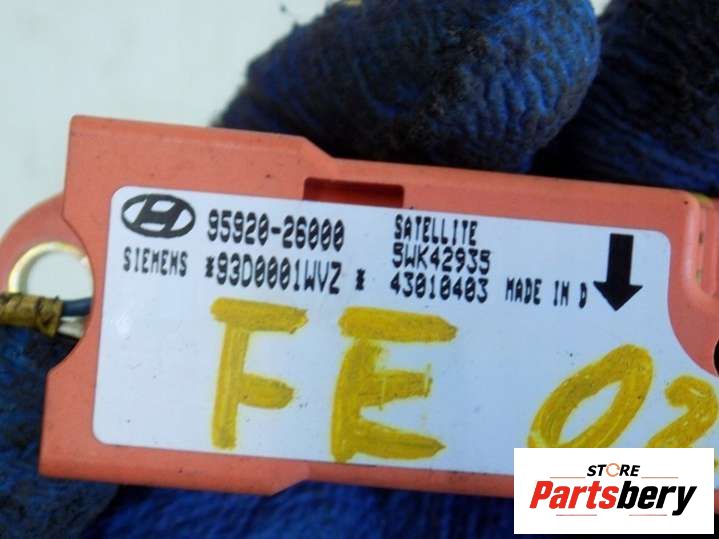 95920-26000 SATELLITE
5WK42935
SIEMENS *93D0001WVZ * 43010403 MADE IN D
FE 02
STORE
Partsbery